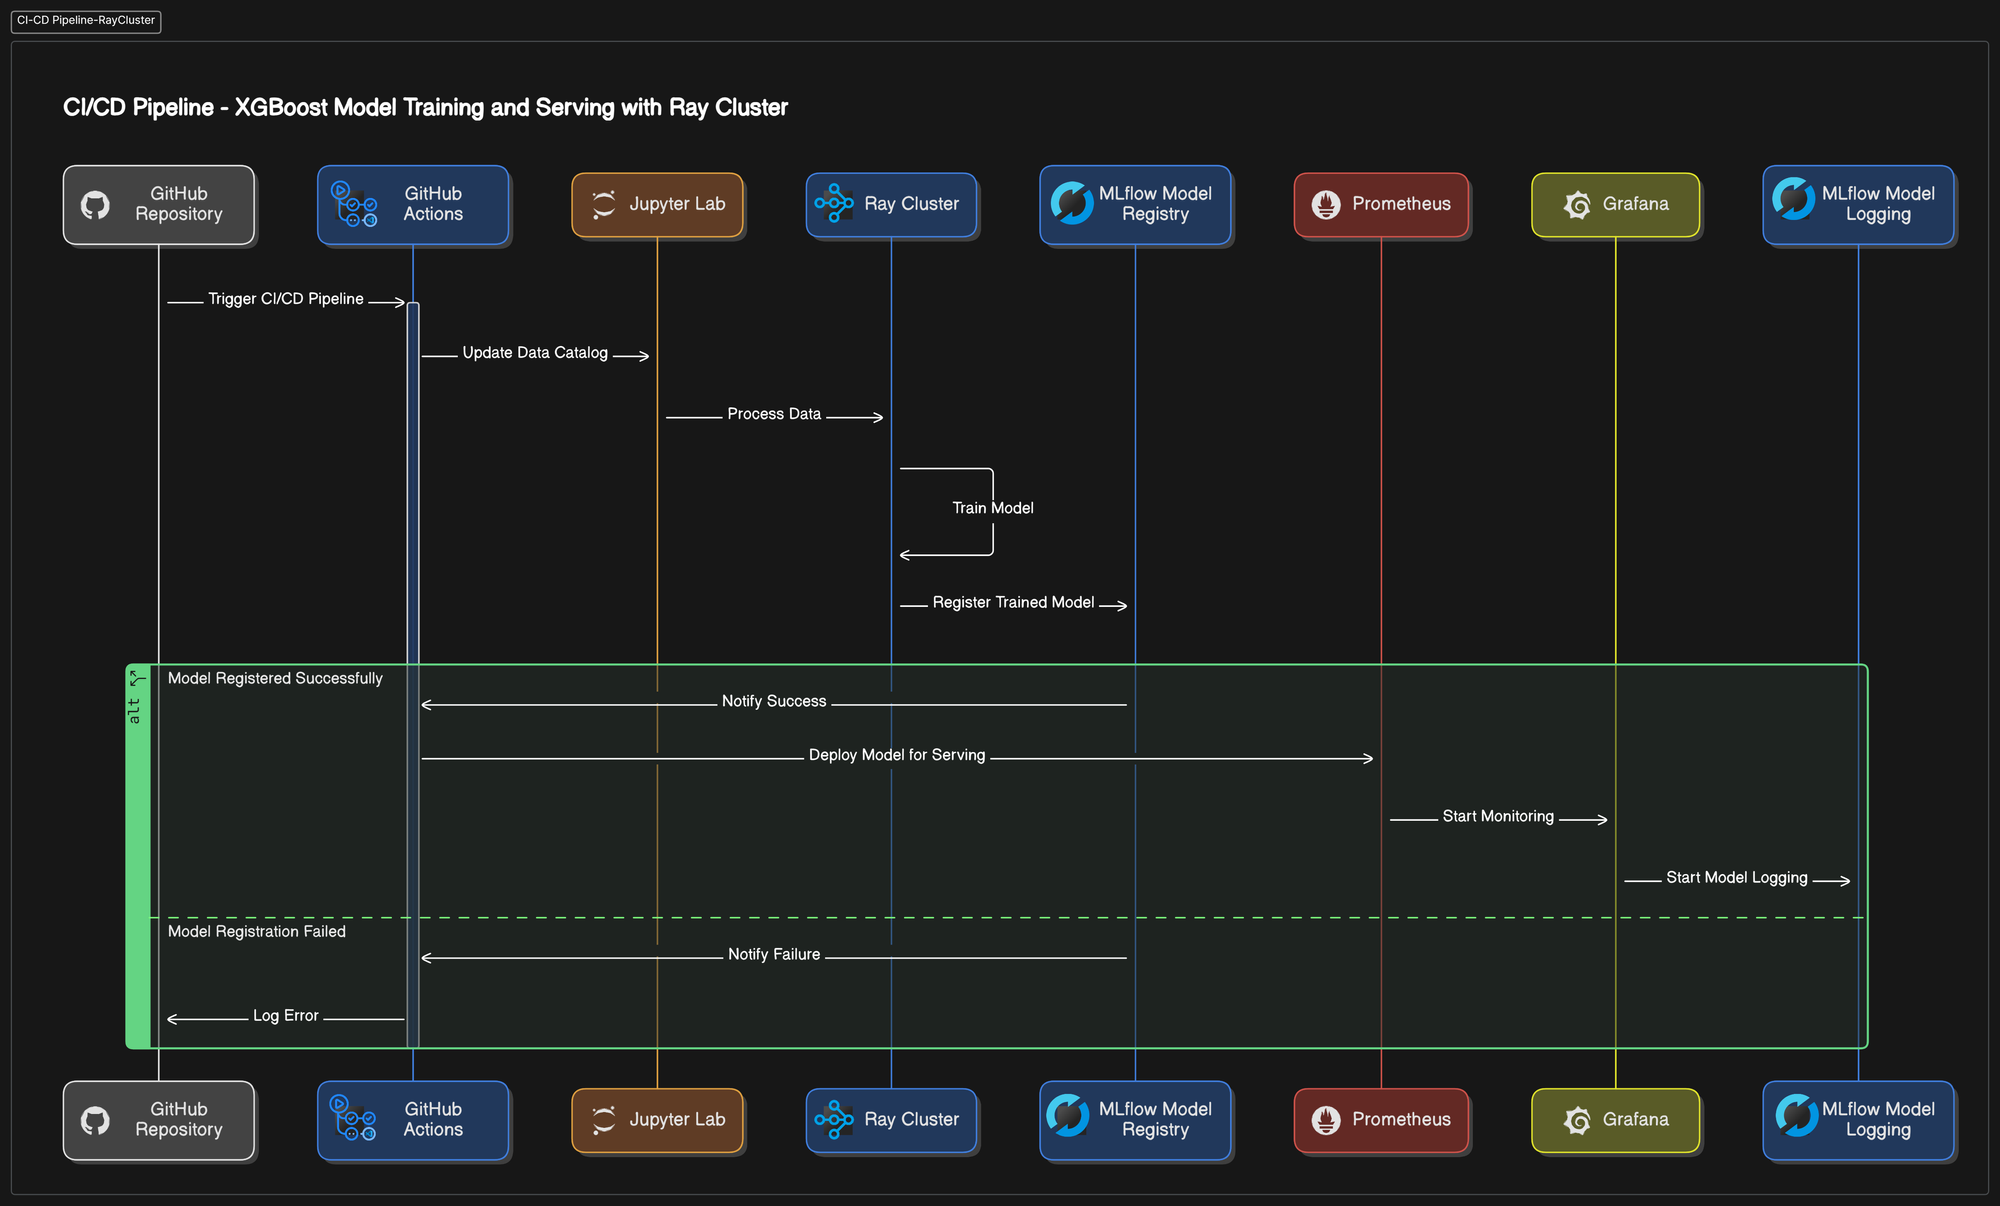 CI-CD Pipeline-RayCluster
CI/CD Pipeline - XGBoost Model Training and Serving with Ray Cluster
GitHub
Repository
GitHub
Actions
Jupyter Lab
Ray Cluster
MLflow Model
Registry
Prometheus
Grafana
MLflow Model
Logging
Trigger CI/CD Pipeline
Update Data Catalog
Process Data
Train Model
Register Trained Model
alt
Model Registered Successfully
Notify Success
Deploy Model for Serving
Start Monitoring
Start Model Logging
Model Registration Failed
Notify Failure
Log Error
GitHub
Repository
GitHub
Actions
Jupyter Lab
Ray Cluster
MLflow Model
Registry
Prometheus
Grafana
MLflow Model
Logging